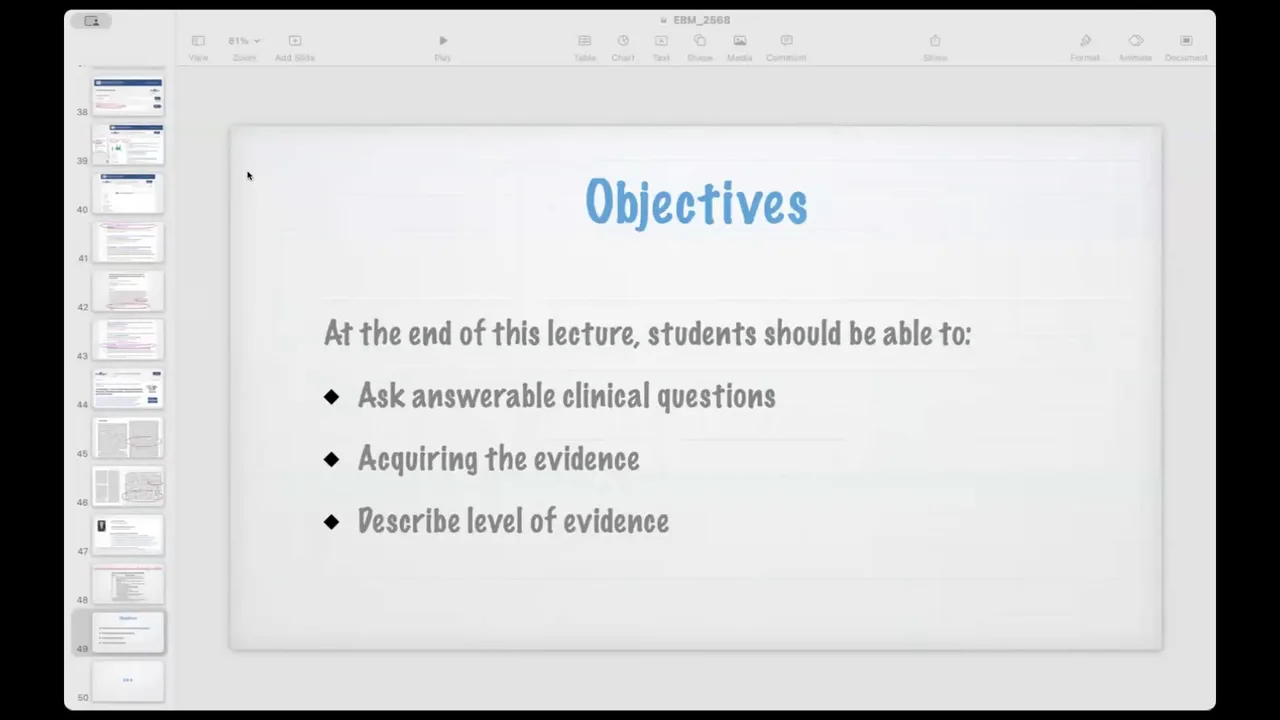 EBM_2568
81%
View
Zoom
Add Slide
Play
Table
Chart
Text
Shape
Media
Comment
Share
Format
Animate
Document
38
39
40
41
42
43
44
45
46
47
48
49
50
Objectives
At the end of this lecture, students should be able to:
Ask answerable clinical questions
Acquiring the evidence
Describe level of evidence